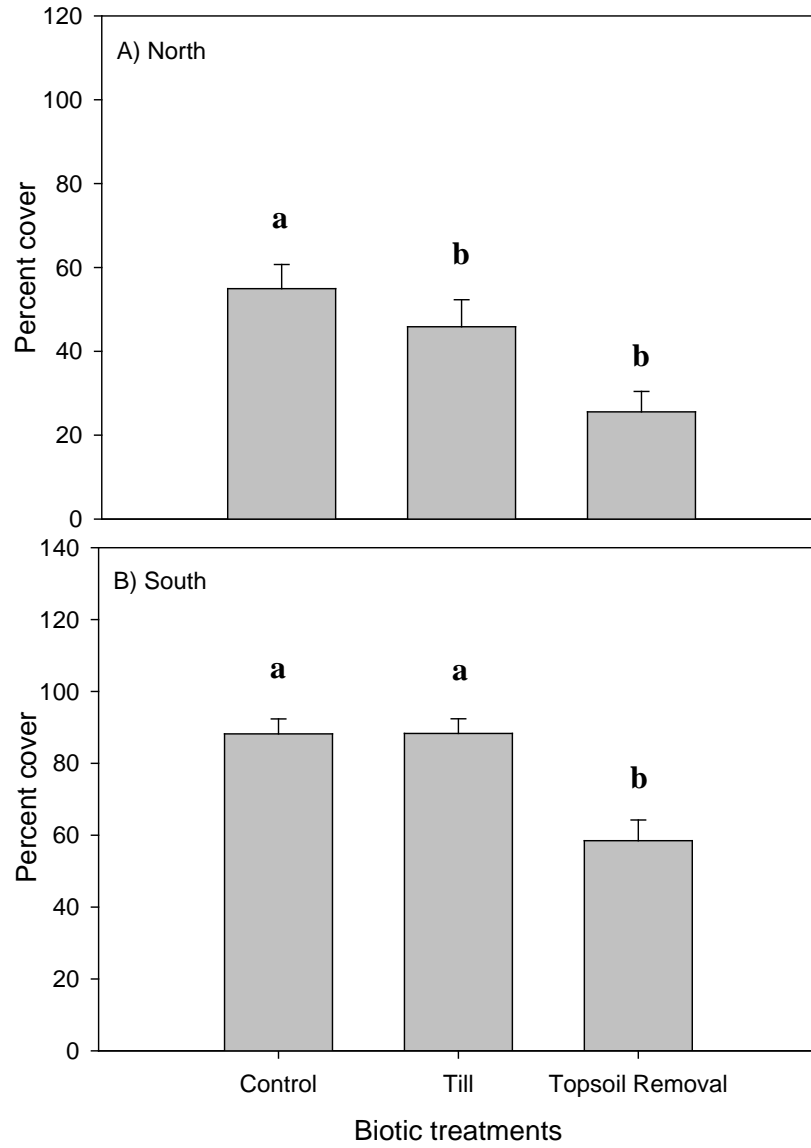 120
A) North
100
80
60
40
20
0
Percent cover
a
b
b
140
B) South
120
100
80
60
40
20
0
Percent cover
a
a
b
Control Till Topsoil Removal
Biotic treatments